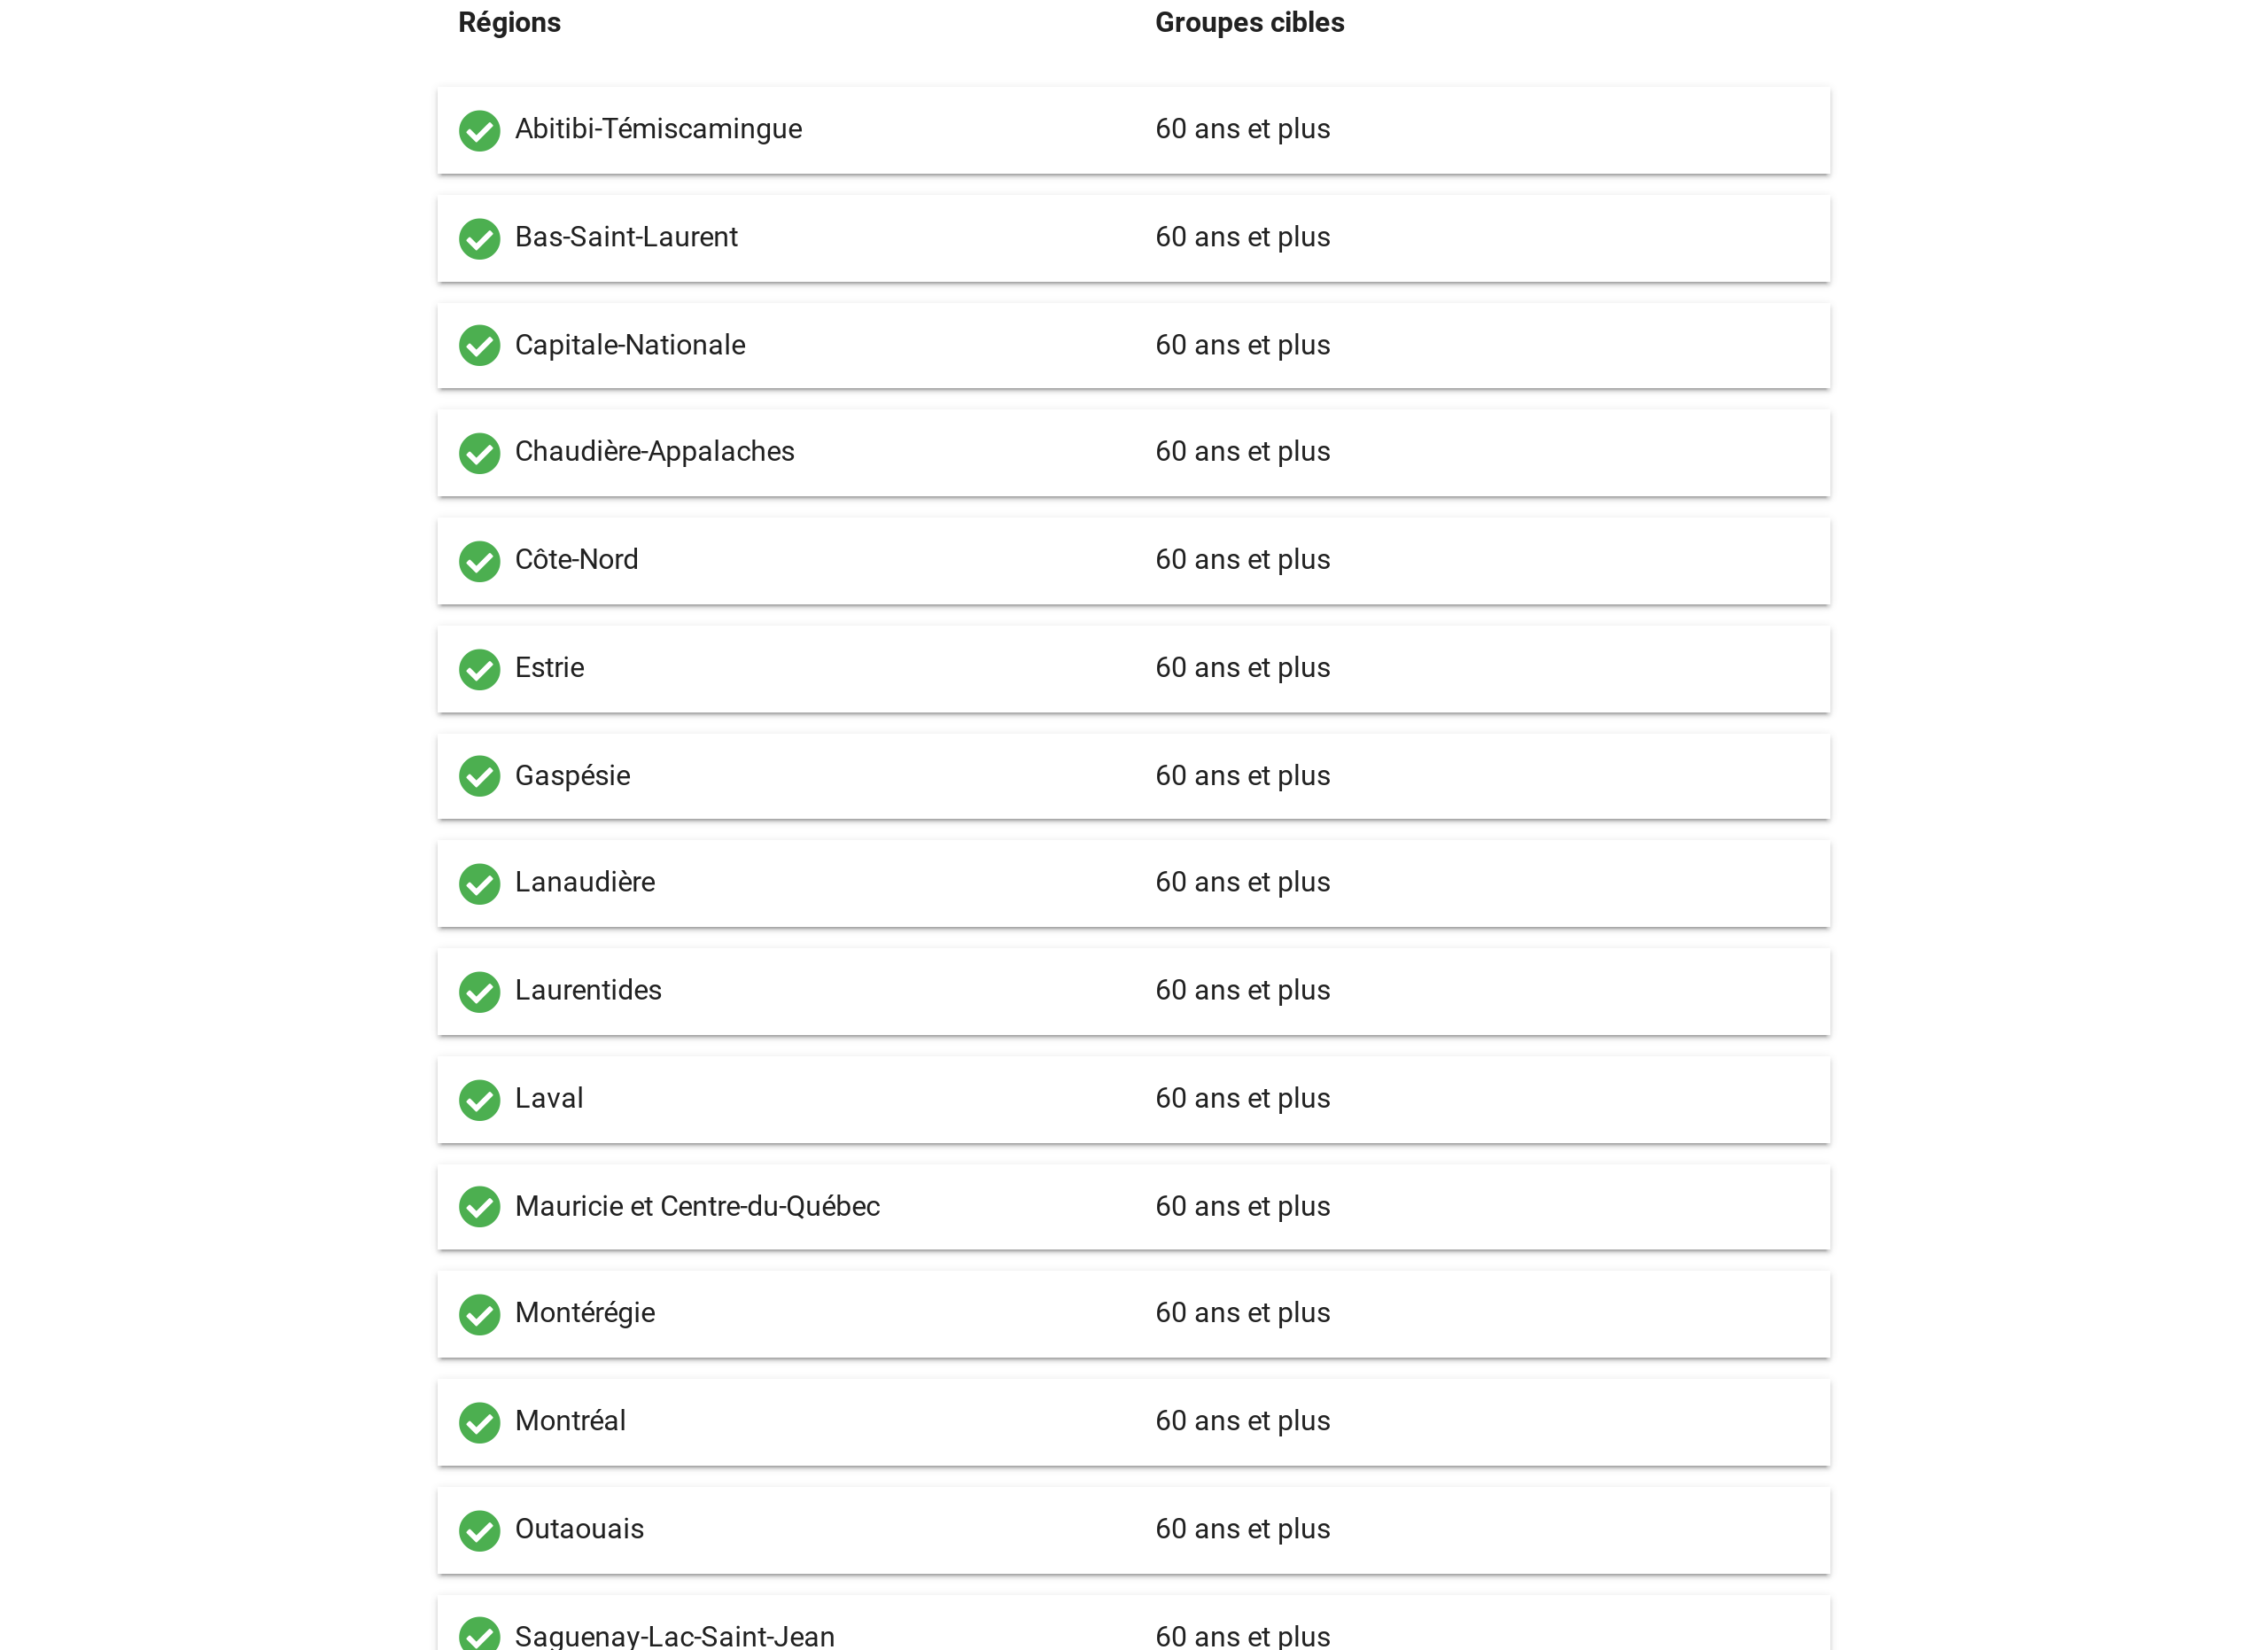 Régions Groupes cibles
Abitibi-Témiscamingue 60 ans et plus
Bas-Saint-Laurent 60 ans et plus
Capitale-Nationale 60 ans et plus
Chaudière-Appalaches 60 ans et plus
Côte-Nord 60 ans et plus
Estrie 60 ans et plus
Gaspésie 60 ans et plus
Lanaudière 60 ans et plus
Laurentides 60 ans et plus
Laval 60 ans et plus
Mauricie et Centre-du-Québec 60 ans et plus
Montérégie 60 ans et plus
Montréal 60 ans et plus
Outaouais 60 ans et plus
Saguenay-Lac-Saint-Jean 60 ans et plus